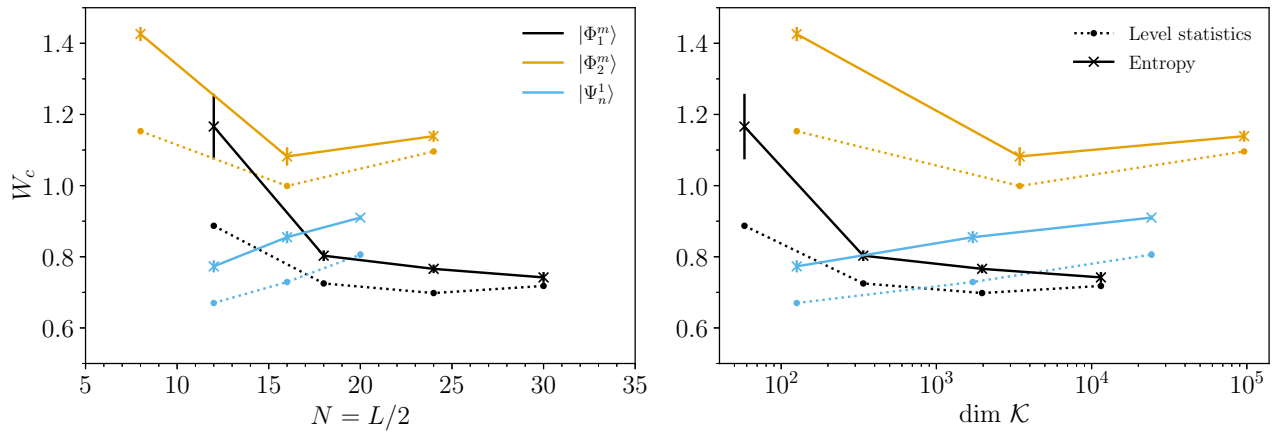 1.4
1.2
1.0
0.8
0.6
W_c
5
10
15
20
25
30
35
N = L/2
|Φ_1^m⟩
|Φ_2^m⟩
|Ψ_n^1⟩
1.4
1.2
1.0
0.8
0.6
10^2
10^3
10^4
10^5
dim 𝒦
Level statistics
Entropy